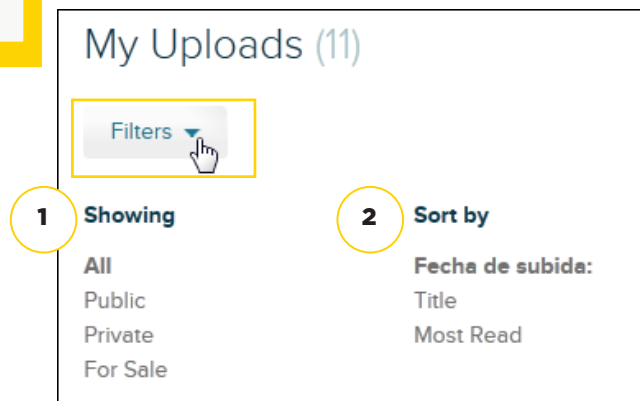 My Uploads (11)
Filters
1 Showing
All
Public
Private
For Sale
2 Sort by
Fecha de subida:
Title
Most Read